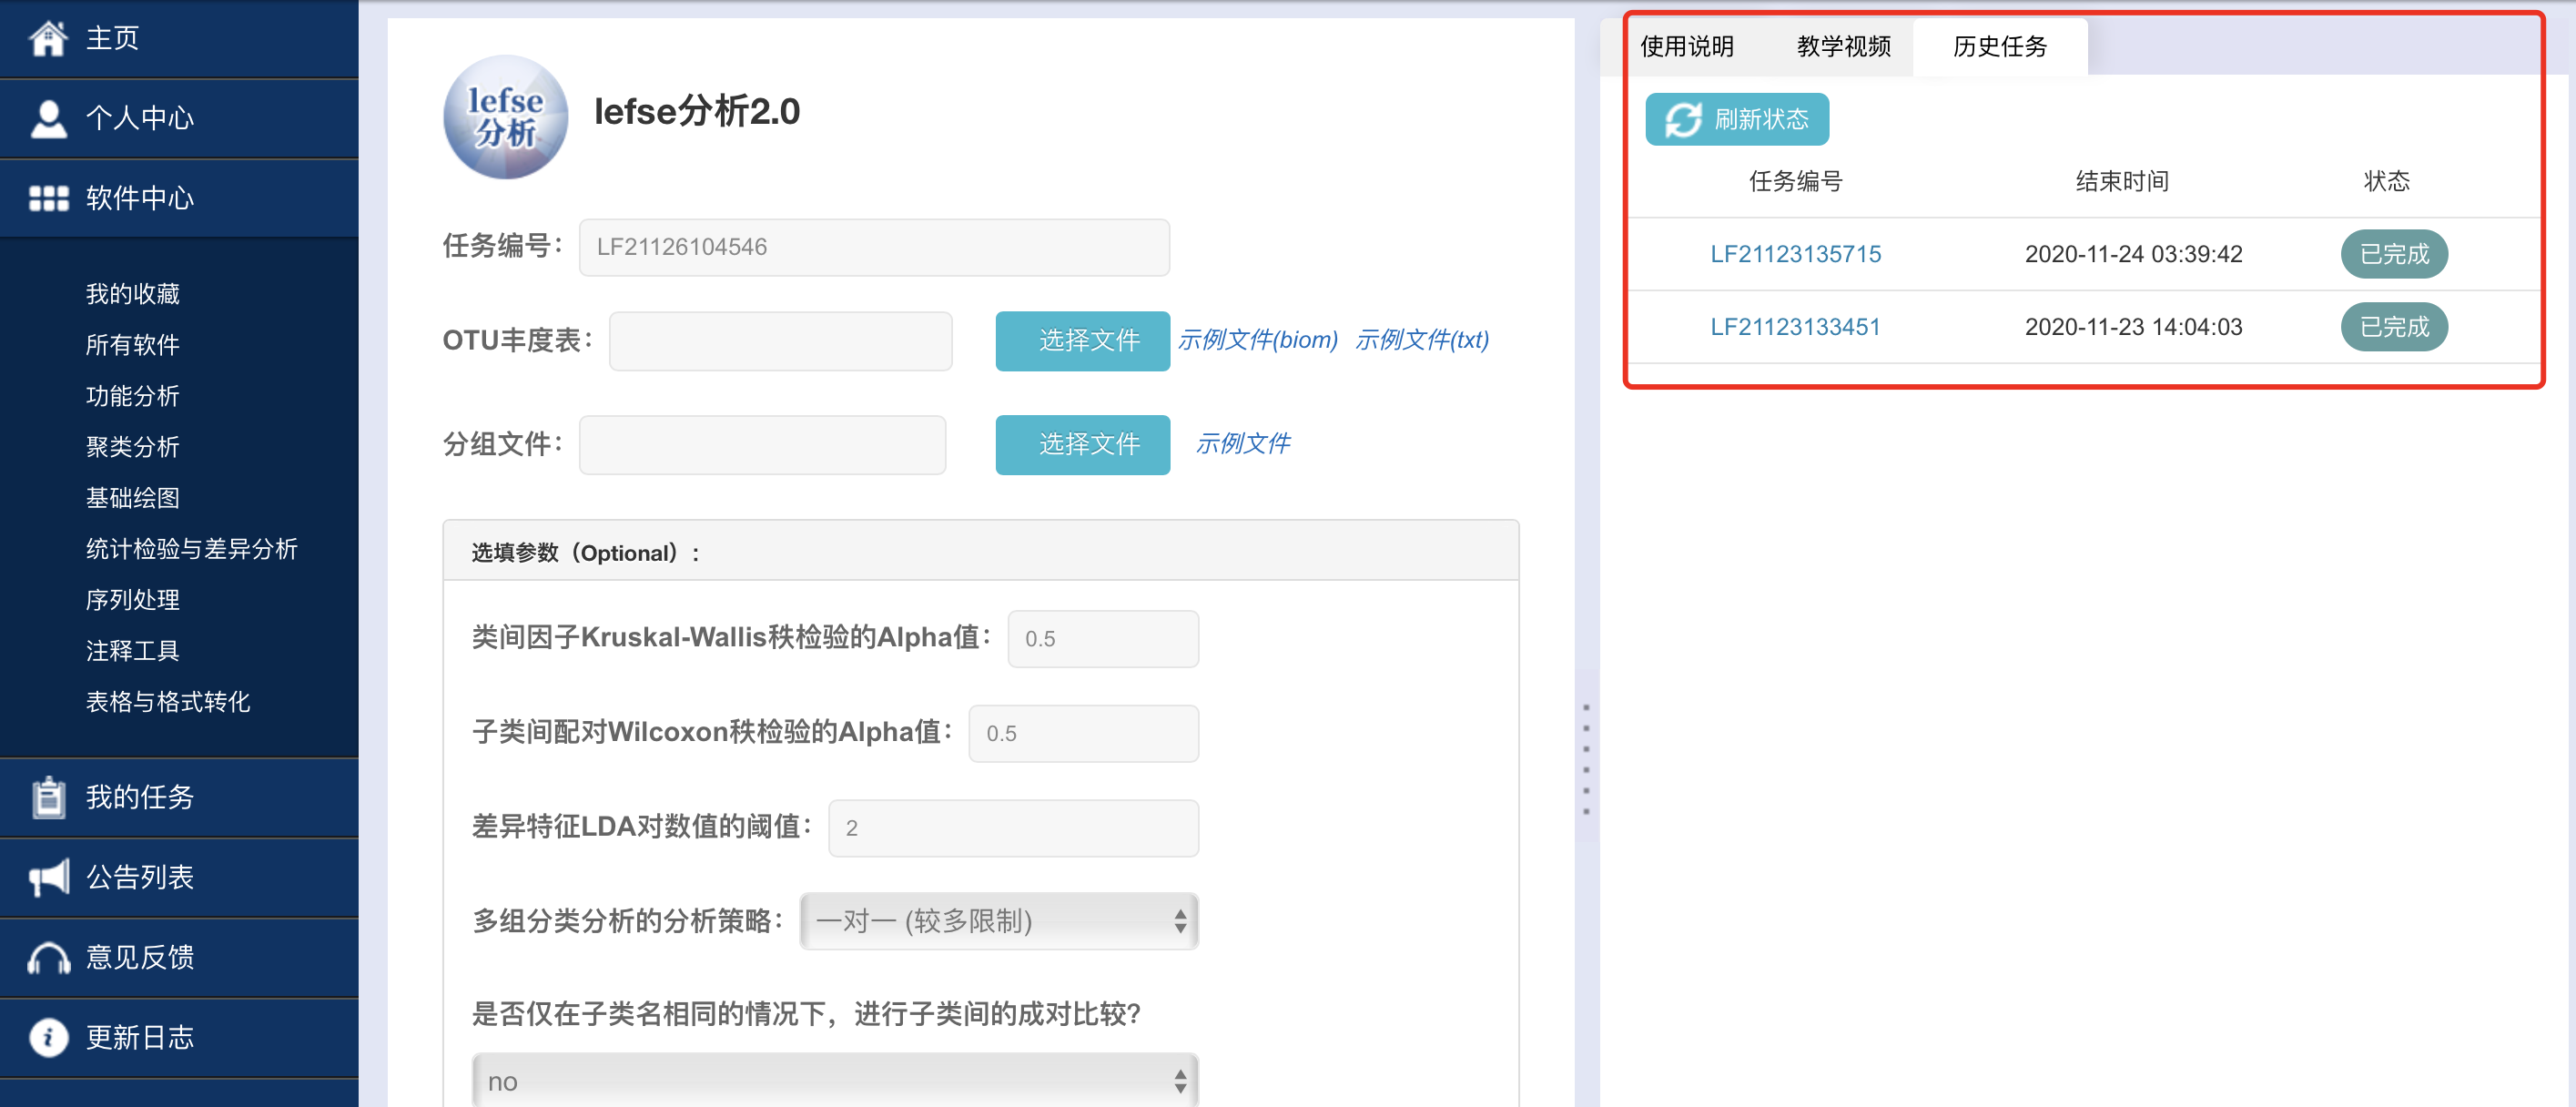 主页
个人中心
软件中心
我的收藏
所有软件
功能分析
聚类分析
基础绘图
统计检验与差异分析
序列处理
注释工具
表格与格式转化
我的任务
公告列表
意见反馈
更新日志
lefse
分析
lefse分析2.0
任务编号： LF21126104546
OTU丰度表： 选择文件 示例文件(biom) 示例文件(txt)
分组文件： 选择文件 示例文件
选填参数（Optional）:
类间因子Kruskal-Wallis秩检验的Alpha值： 0.5
子类间配对Wilcoxon秩检验的Alpha值： 0.5
差异特征LDA对数值的阈值： 2
多组分类分析的分析策略： 一对一 (较多限制)
是否仅在子类名相同的情况下，进行子类间的成对比较?
no
使用说明 教学视频 历史任务
刷新状态
任务编号 结束时间 状态
LF21123135715 2020-11-24 03:39:42 已完成
LF21123133451 2020-11-23 14:04:03 已完成